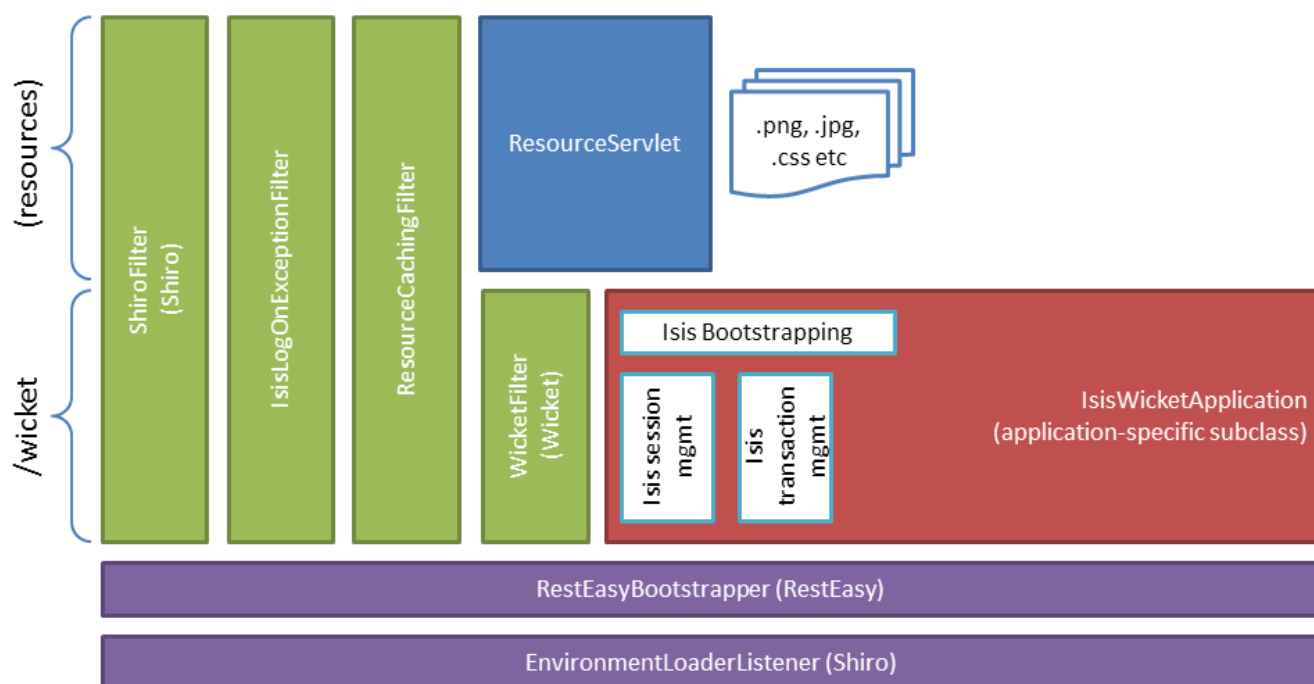 (resources)
/wicket
ShiroFilter
(Shiro)
IsisLogOnExceptionFilter
ResourceCachingFilter
ResourceServlet
.png, .jpg,
.css etc
WicketFilter
(Wicket)
Isis Bootstrapping
Isis session
mgmt
Isis
transaction
mgmt
IsisWicketApplication
(application-specific subclass)
RestEasyBootstrapper (RestEasy)
EnvironmentLoaderListener (Shiro)